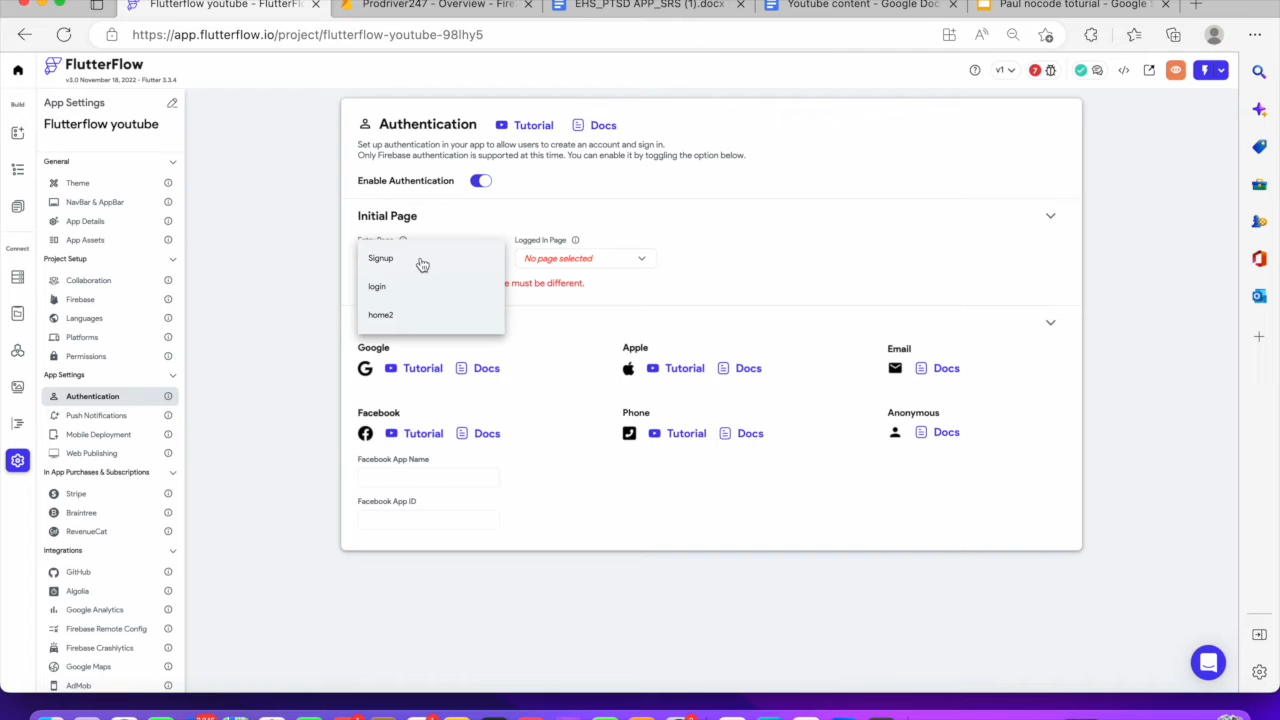 Flutterflow youtube - FlutterF
Prodriver247 - Overview - Fire
EHS_PTSD APP_SRS (1).docx
Youtube content - Google Doc
Paul nocode toturial - Google
https://app.flutterflow.io/project/flutterflow-youtube-98lhy5
FlutterFlow
v3.0 November 18, 2022 - Flutter 3.3.4
v1
7
Build
Connect
App Settings
Flutterflow youtube
General
Theme
NavBar & AppBar
App Details
App Assets
Project Setup
Collaboration
Firebase
Languages
Platforms
Permissions
App Settings
Authentication
Push Notifications
Mobile Deployment
Web Publishing
In App Purchases & Subscriptions
Stripe
Braintree
RevenueCat
Integrations
GitHub
Algolia
Google Analytics
Firebase Remote Config
Firebase Crashlytics
Google Maps
AdMob
Authentication
Tutorial
Docs
Set up authentication in your app to allow users to create an account and sign in.
Only Firebase authentication is supported at this time. You can enable it by toggling the option below.
Enable Authentication
Initial Page
Logged In Page
Signup
login
home2
No page selected
must be different.
Google
Tutorial
Docs
Apple
Tutorial
Docs
Email
Docs
Facebook
Tutorial
Docs
Phone
Tutorial
Docs
Anonymous
Docs
Facebook App Name
Facebook App ID